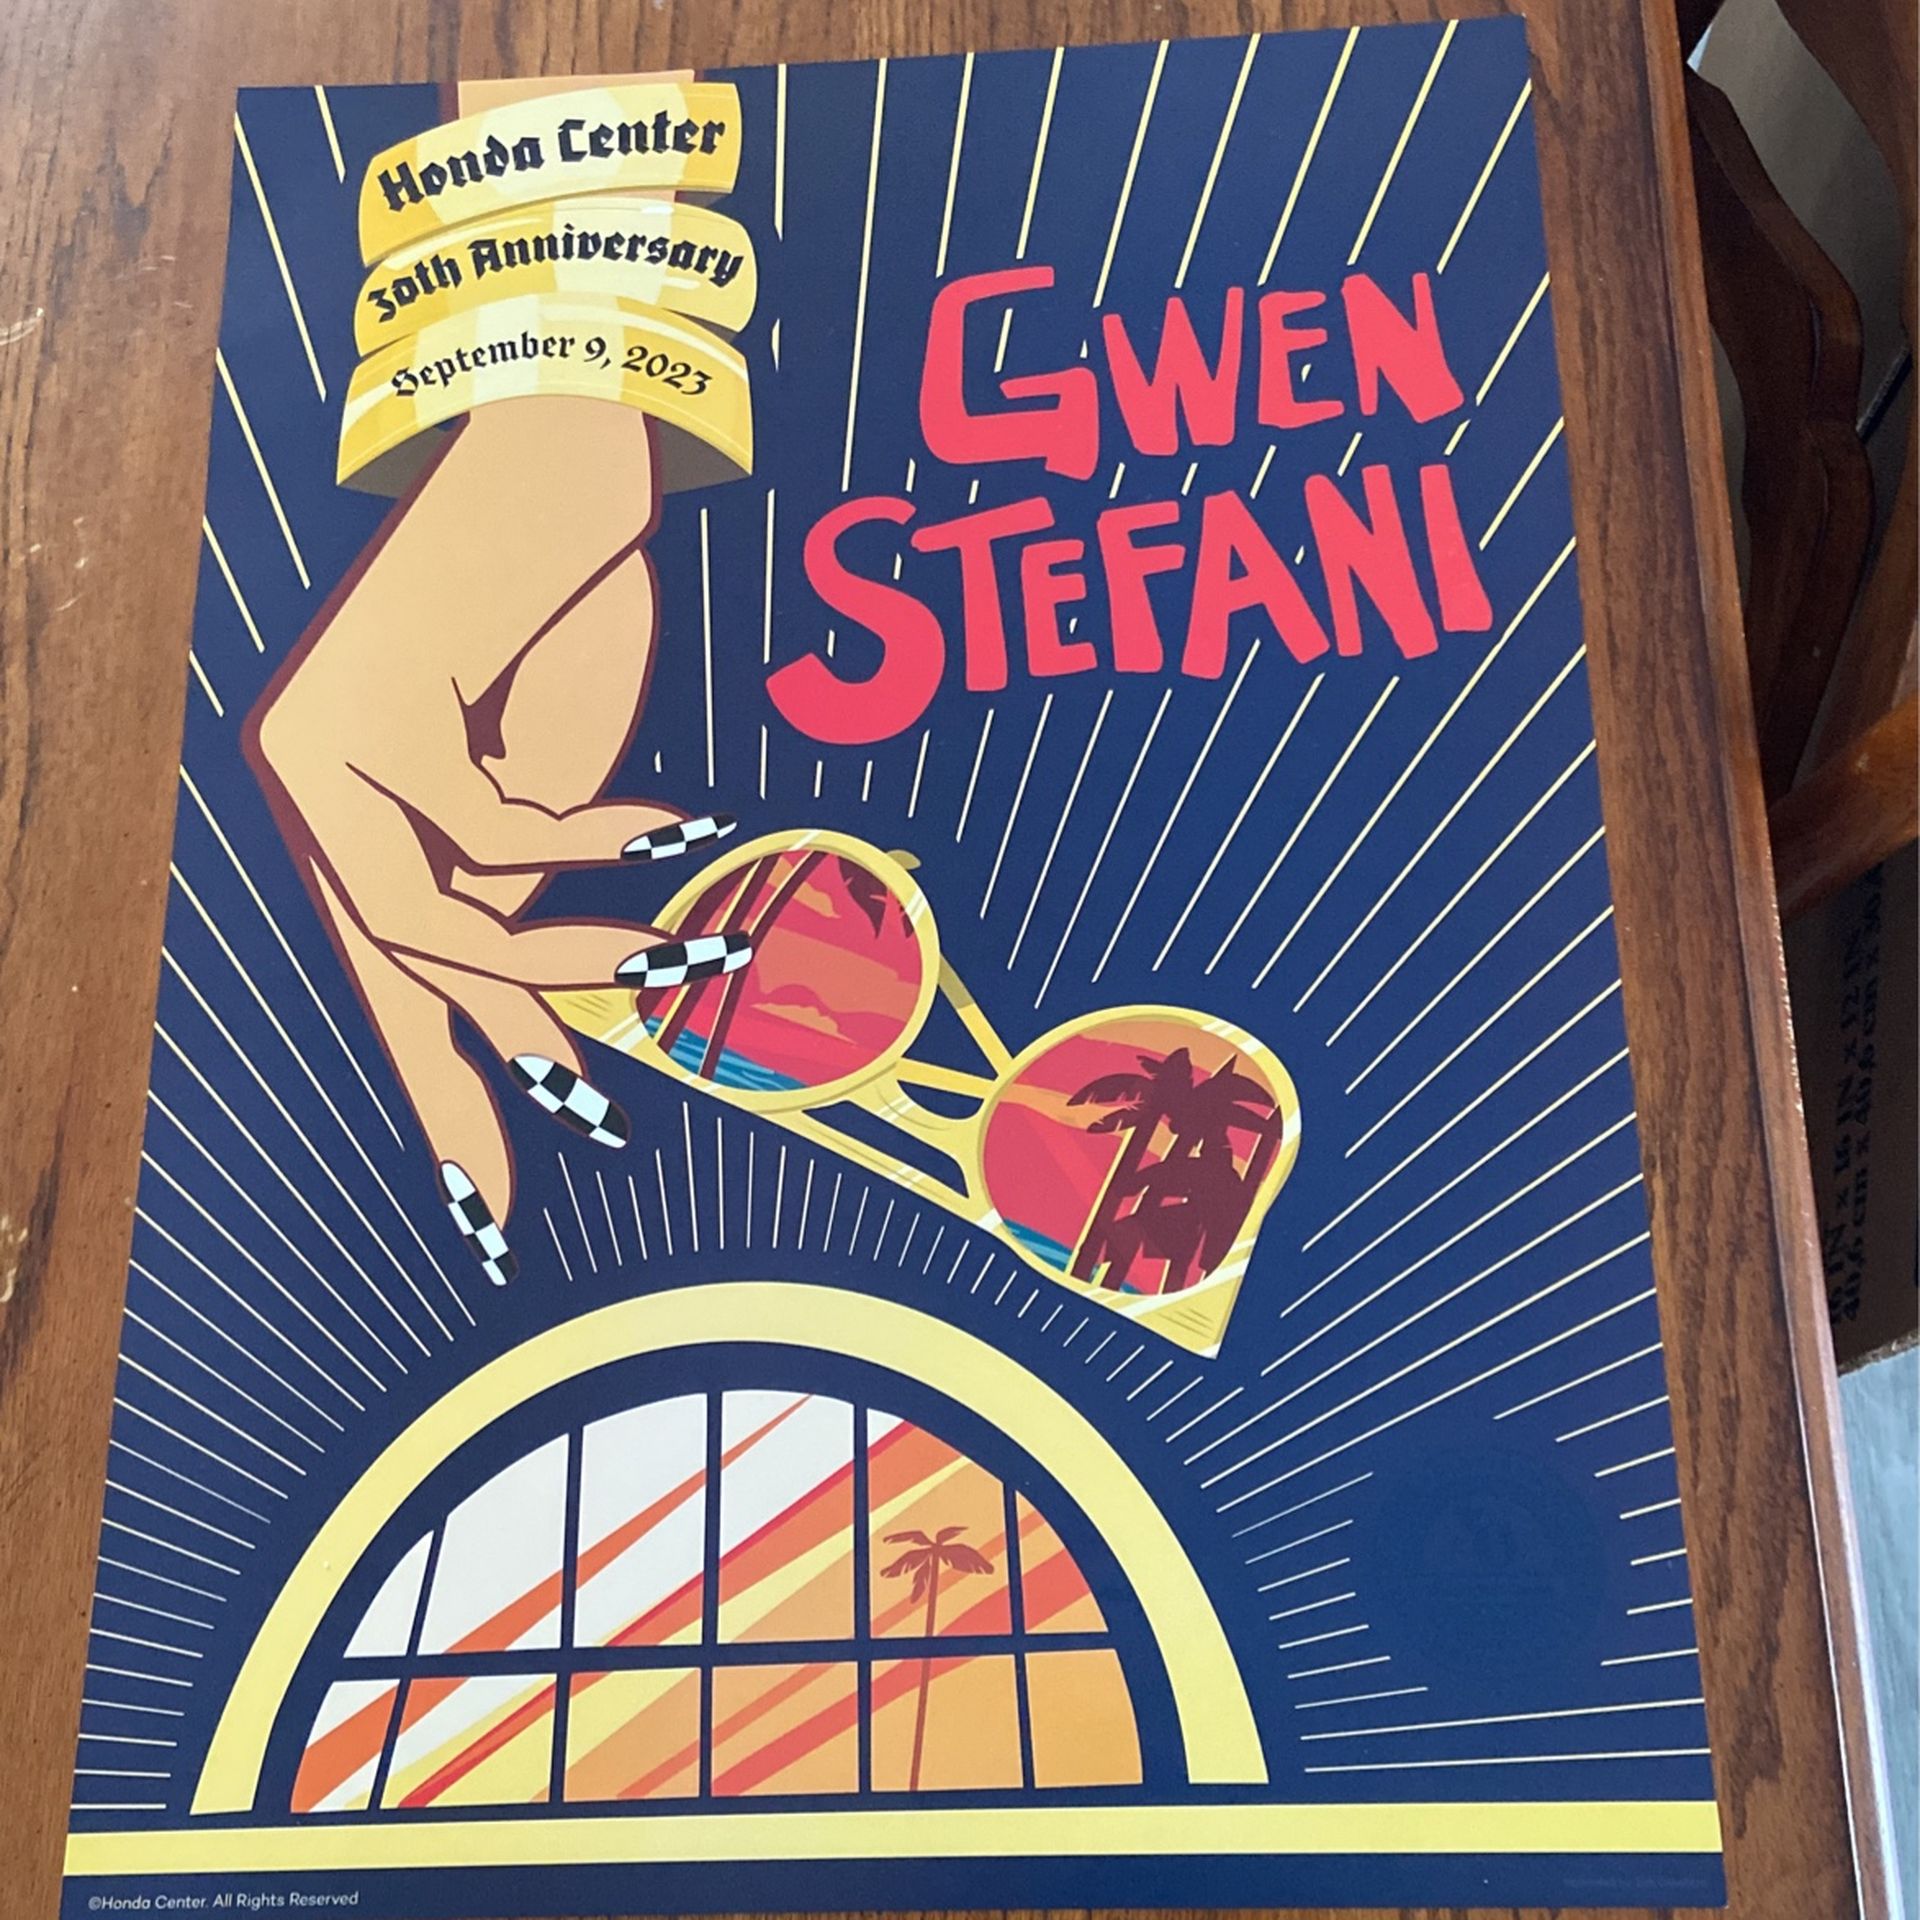 Honda Center
30th Anniversary
September 9, 2023
GWEN
STEFANI
©Honda Center. All Rights Reserved